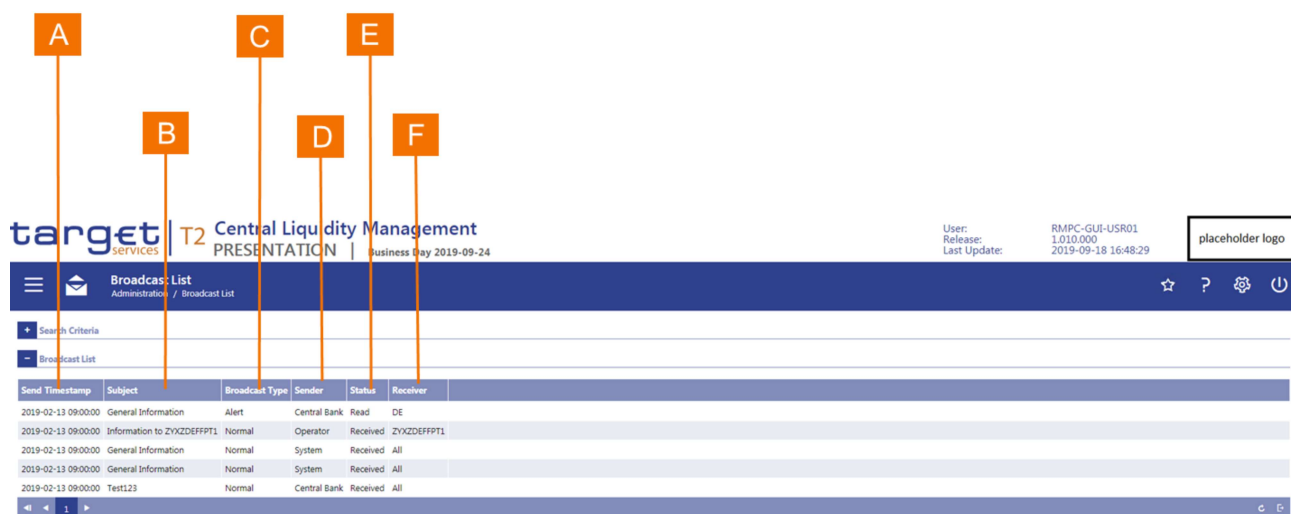 A C E
B D F
target services | T2 Central Liquidity Management
PRESENTATION | Business Day 2019-09-24
User: RMPC-GUI-USR01
Release: 1.010.000
Last Update: 2019-09-18 16:48:29
placeholder logo
Broadcast List
Administration / Broadcast List
?
+ Search Criteria
- Broadcast List
Send Timestamp Subject Broadcast Type Sender Status Receiver
2019-02-13 09:00:00 General Information Alert Central Bank Read DE
2019-02-13 09:00:00 Information to ZYXZDEFFPT1 Normal Operator Received ZYXZDEFFPT1
2019-02-13 09:00:00 General Information Normal System Received All
2019-02-13 09:00:00 General Information Normal System Received All
2019-02-13 09:00:00 Test123 Normal Central Bank Received All
1